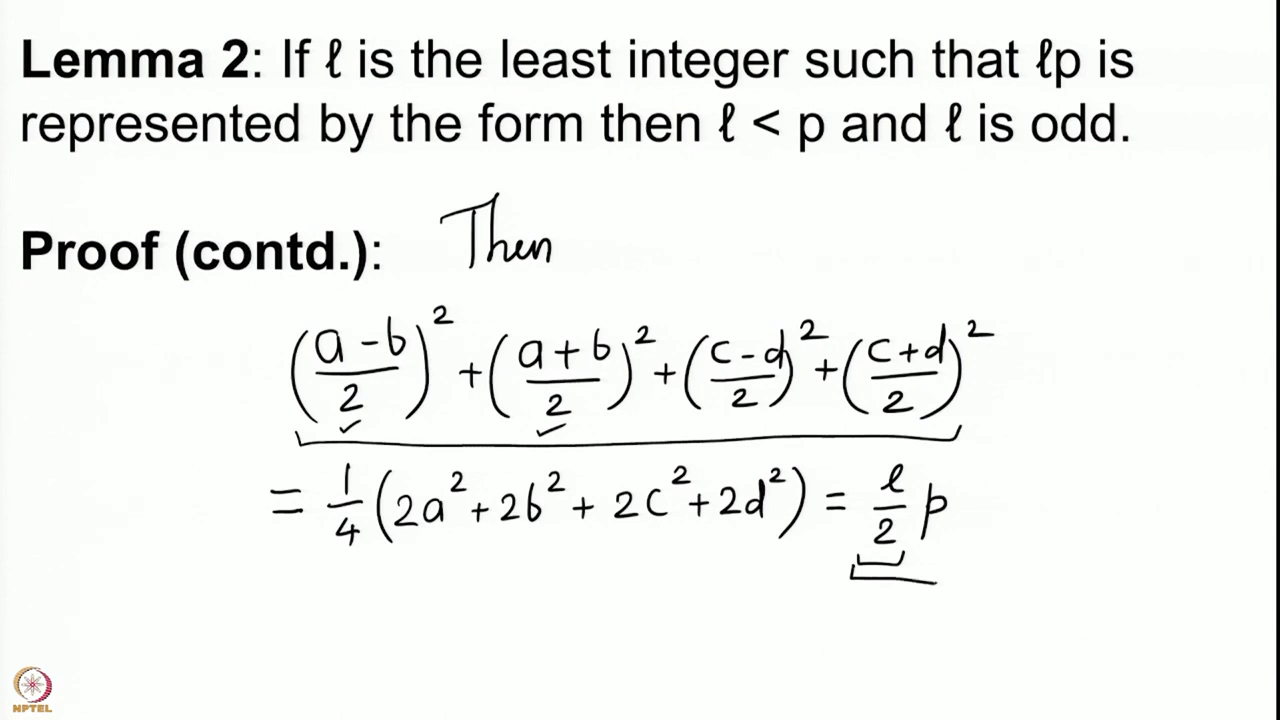 Lemma 2: If ℓ is the least integer such that ℓp is
represented by the form then ℓ < p and ℓ is odd.
Proof (contd.): Then
((a-b)/2)² + ((a+b)/2)² + ((c-d)/2)² + ((c+d)/2)²
= 1/4 (2a² + 2b² + 2c² + 2d²) = ℓ/2 p
NPTEL